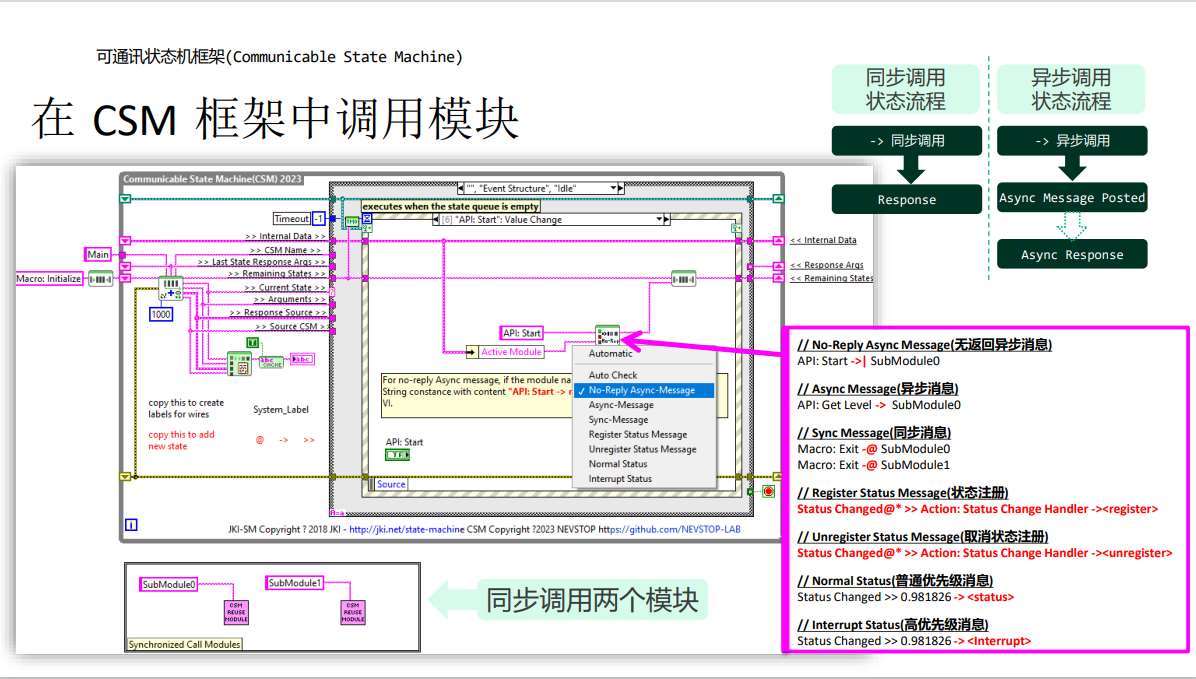 可通讯状态机框架(Communicable State Machine)
在 CSM 框架中调用模块
同步调用
状态流程
-> 同步调用
Response
异步调用
状态流程
-> 异步调用
Async Message Posted
Async Response
Communicable State Machine(CSM) 2023
"", "Event Structure", "Idle"
executes when the state queue is empty
Timeout
-1
[6] "API: Start": Value Change
>> Internal Data >>
Main
>> CSM Name >>
>> Last State Response Args >>
Macro: Initialize
>> Remaining States >>
>> Current State >>
>> Arguments >>
1000
>> Response Source >>
>> Source CSM >>
<< Internal Data
<< Response Args
<< Remaining States
API: Start
Active Module
Automatic
Auto Check
✓ No-Reply Async-Message
Async-Message
Sync-Message
Register Status Message
Unregister Status Message
Normal Status
Interrupt Status
For no-reply Async message, if the module na
String constance with content "API: Start ->
VI.
API: Start
TF
Source
T
abc
CACHE
abc
copy this to create
labels for wires
System_Label
copy this to add
new state
@ -> >>
i
JKI-SM Copyright ? 2018 JKI - http://jki.net/state-machine CSM Copyright ?2023 NEVSTOP https://github.com/NEVSTOP-LAB
SubModule0
CSM
REUSE
MODULE
SubModule1
CSM
REUSE
MODULE
Synchronized Call Modules
同步调用两个模块
// No-Reply Async Message(无返回异步消息)
API: Start ->| SubModule0
// Async Message(异步消息)
API: Get Level -> SubModule0
// Sync Message(同步消息)
Macro: Exit -@ SubModule0
Macro: Exit -@ SubModule1
// Register Status Message(状态注册)
Status Changed@* >> Action: Status Change Handler -><register>
// Unregister Status Message(取消状态注册)
Status Changed@* >> Action: Status Change Handler -><unregister>
// Normal Status(普通优先级消息)
Status Changed >> 0.981826 -> <status>
// Interrupt Status(高优先级消息)
Status Changed >> 0.981826 -> <Interrupt>